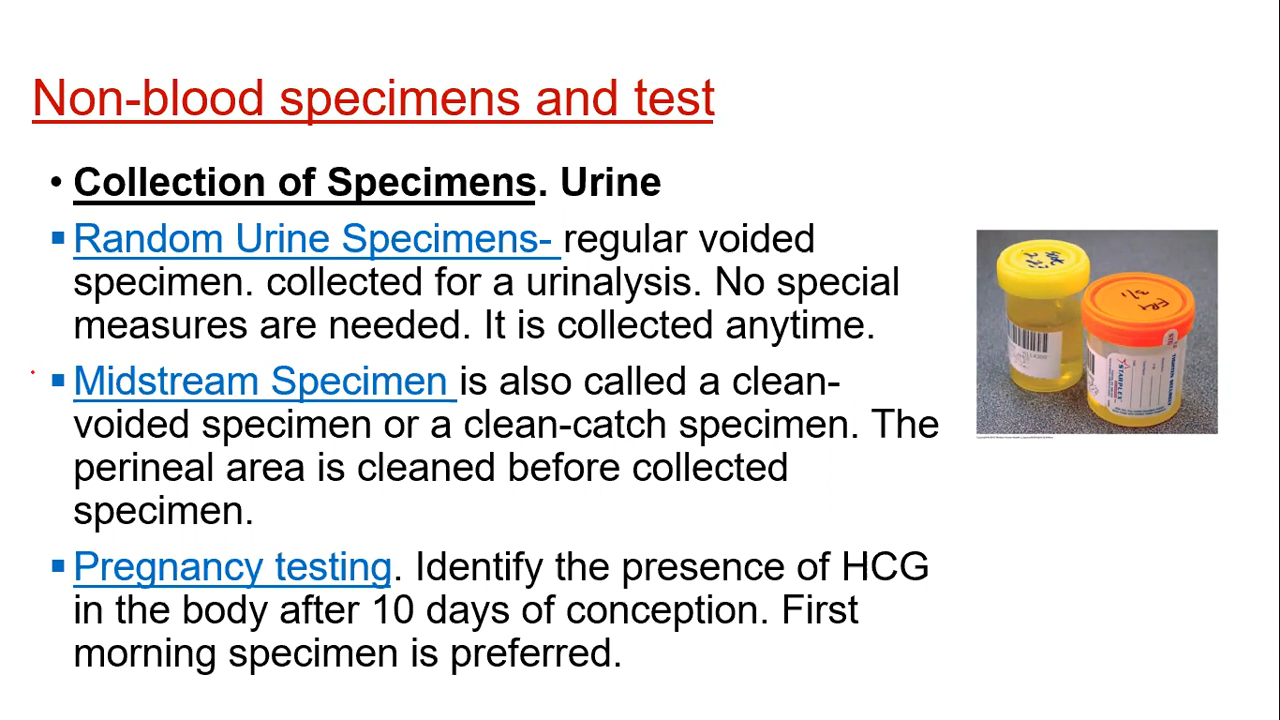 Non-blood specimens and test
• Collection of Specimens. Urine
▪ Random Urine Specimens- regular voided
specimen. collected for a urinalysis. No special
measures are needed. It is collected anytime.
▪ Midstream Specimen is also called a clean-
voided specimen or a clean-catch specimen. The
perineal area is cleaned before collected
specimen.
▪ Pregnancy testing. Identify the presence of HCG
in the body after 10 days of conception. First
morning specimen is preferred.
STARPLEX